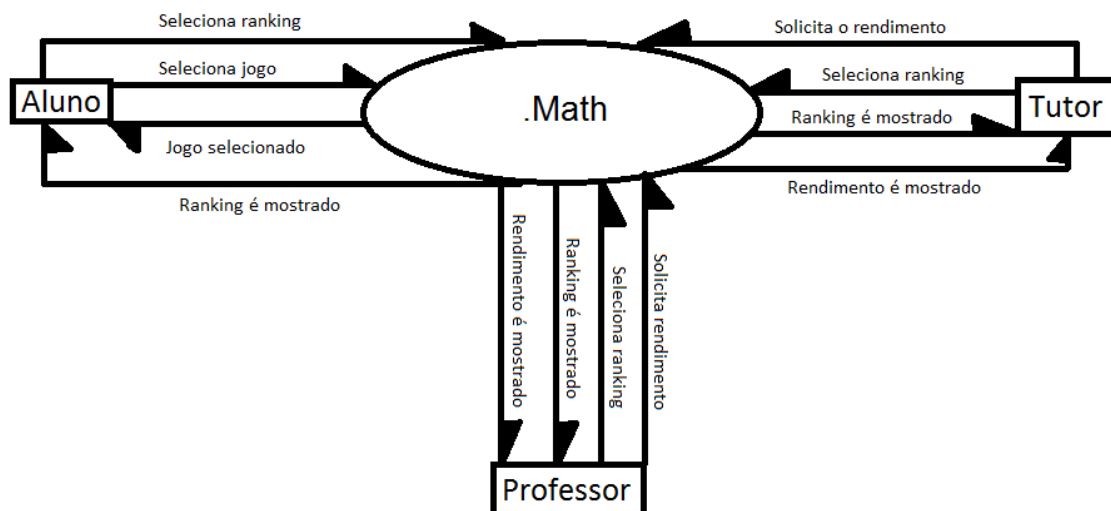 Seleciona ranking
Solicita o rendimento
Seleciona jogo
Seleciona ranking
Aluno
.Math
Tutor
Ranking é mostrado
Jogo selecionado
Rendimento é mostrado
Ranking é mostrado
Rendimento é mostrado
Ranking é mostrado
Seleciona ranking
Solicita rendimento
Professor